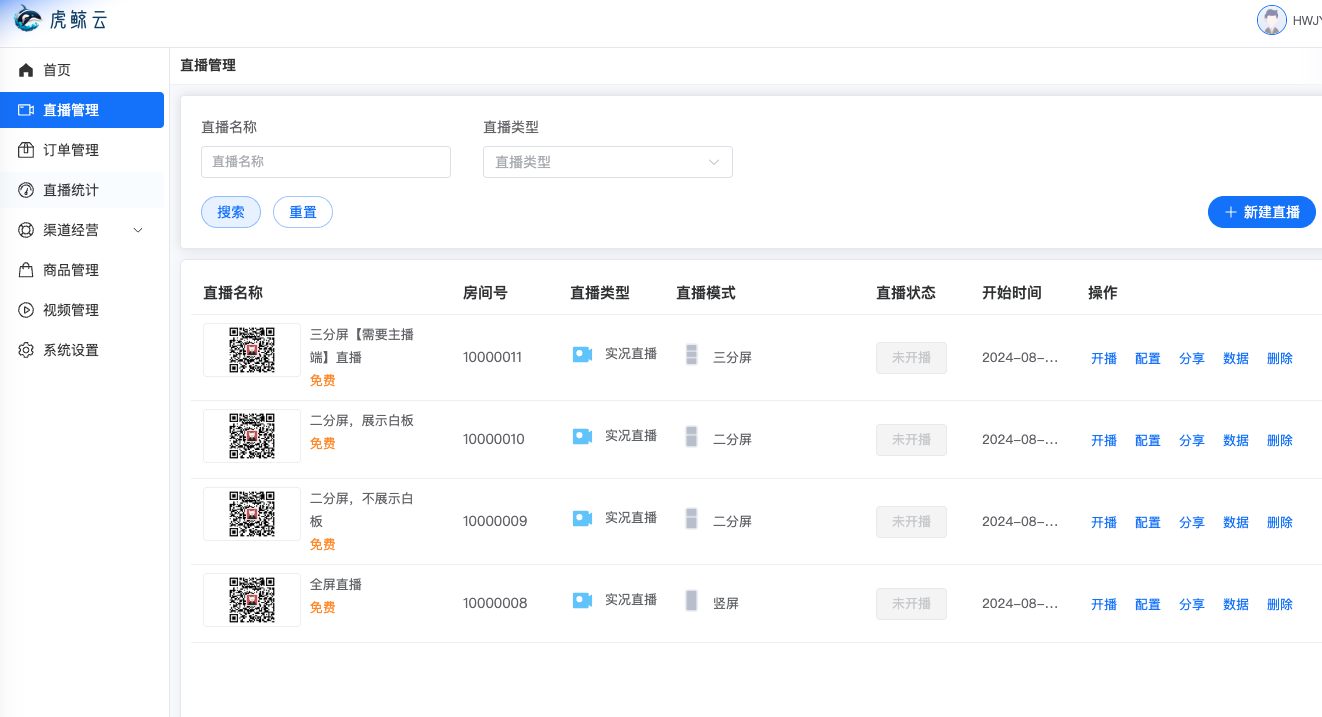 虎鲸云
HWJY
首页
直播管理
订单管理
直播统计
渠道经营
商品管理
视频管理
系统设置
直播管理
直播名称 直播类型
直播名称 直播类型
搜索 重置 新建直播
直播名称 房间号 直播类型 直播模式 直播状态 开始时间 操作
三分屏【需要主播
端】直播
免费
10000011 实况直播 三分屏 未开播 2024-08-... 开播 配置 分享 数据 删除
二分屏，展示白板
免费
10000010 实况直播 二分屏 未开播 2024-08-... 开播 配置 分享 数据 删除
二分屏，不展示白
板
免费
10000009 实况直播 二分屏 未开播 2024-08-... 开播 配置 分享 数据 删除
全屏直播
免费
10000008 实况直播 竖屏 未开播 2024-08-... 开播 配置 分享 数据 删除